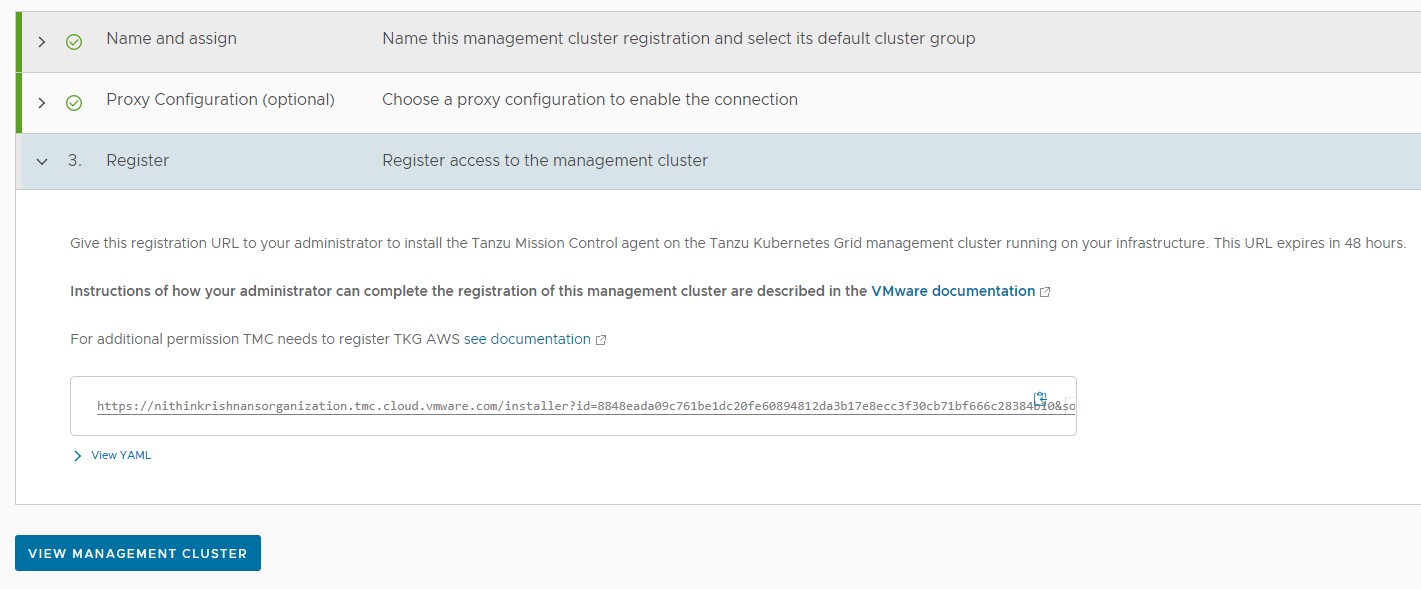 Name and assign Name this management cluster registration and select its default cluster group
Proxy Configuration (optional) Choose a proxy configuration to enable the connection
3. Register Register access to the management cluster
Give this registration URL to your administrator to install the Tanzu Mission Control agent on the Tanzu Kubernetes Grid management cluster running on your infrastructure. This URL expires in 48 hours.
Instructions of how your administrator can complete the registration of this management cluster are described in the VMware documentation
For additional permission TMC needs to register TKG AWS see documentation
https://nithinkrishnansorganization.tmc.cloud.vmware.com/installer?id=8848eada09c761be1dc20fe60894812da3b17e8ecc3f30cb71bf666c28384b10&so
View YAML
VIEW MANAGEMENT CLUSTER